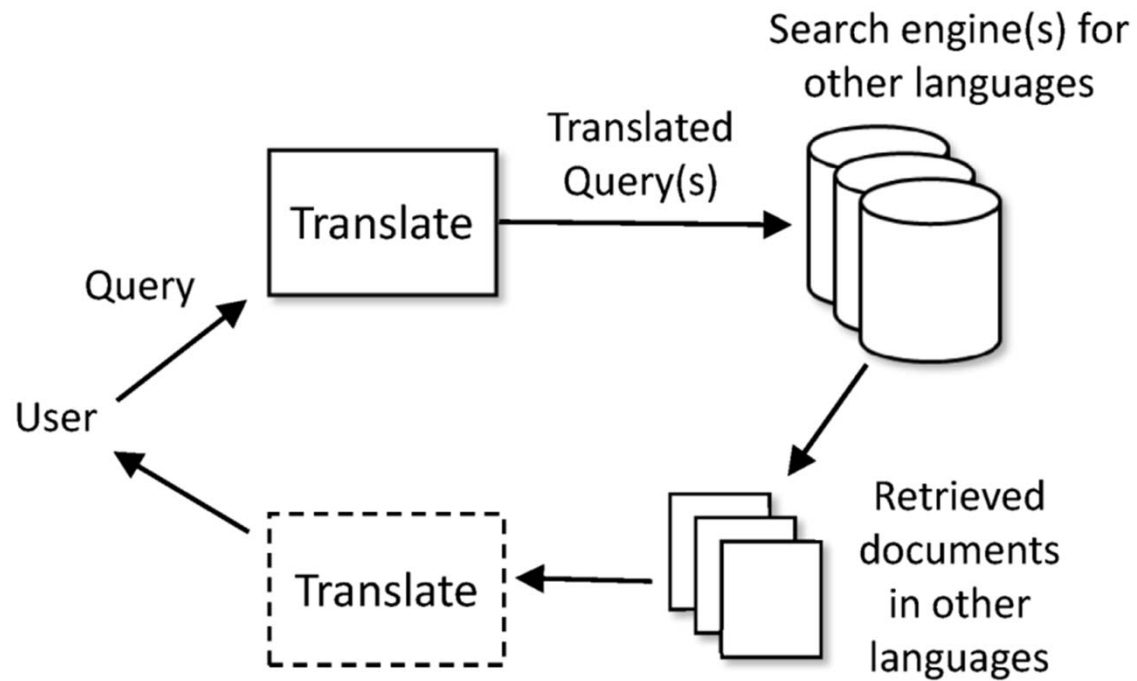 Search engine(s) for
other languages
Translated
Query(s)
Translate
Query
User
Retrieved
documents
in other
languages
Translate